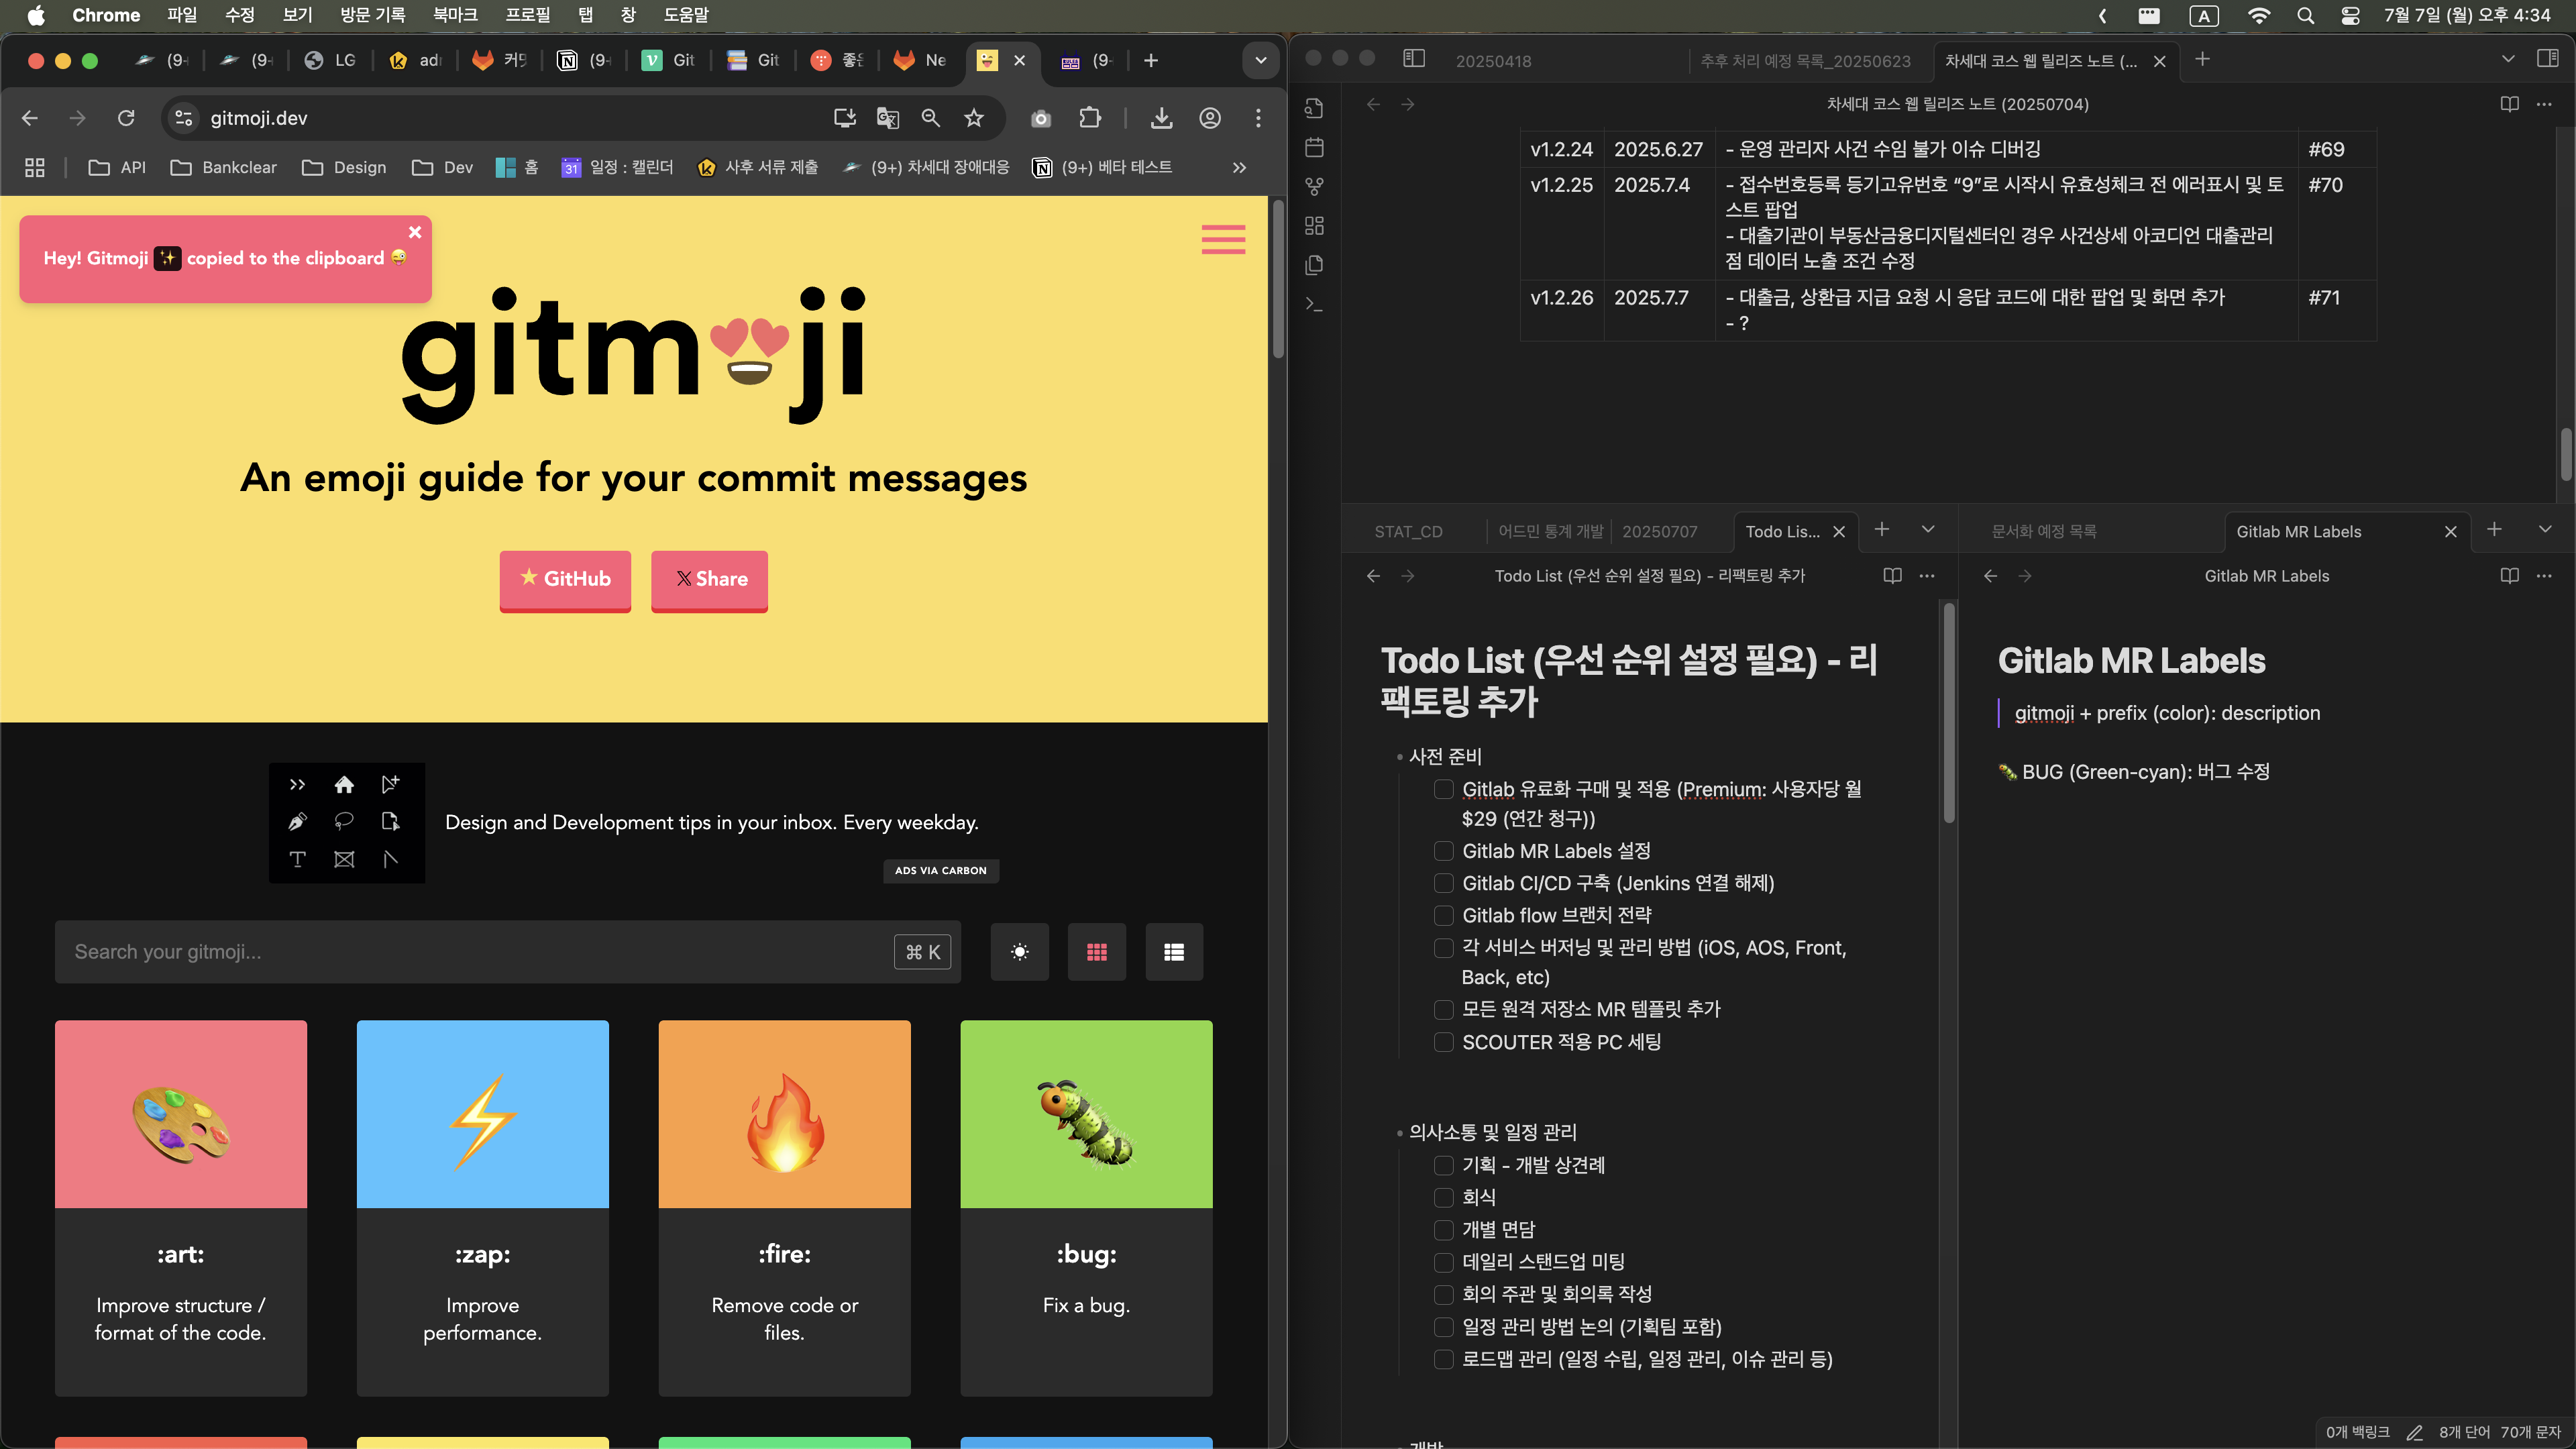 Chrome 파일 수정 보기 방문 기록 북마크 프로필 탭 창 도움말
A 7월 7일 (월) 오후 4:34
(9+ (9+ LG adr 커밋 (9+ Git Git 좋은 Ne (9+
gitmoji.dev
API Bankclear Design Dev 홈 31 일정 : 캘린더 사후 서류 제출 (9+) 차세대 장애대응 (9+) 베타 테스트
Hey! Gitmoji ✨ copied to the clipboard 😜
gitmoji
An emoji guide for your commit messages
GitHub
𝕏 Share
Design and Development tips in your inbox. Every weekday.
ADS VIA CARBON
Search your gitmoji...
⌘ K
:art:
Improve structure /
format of the code.
:zap:
Improve
performance.
:fire:
Remove code or
files.
:bug:
Fix a bug.
20250418
추후 처리 예정 목록_20250623
차세대 코스 웹 릴리즈 노트 (...
차세대 코스 웹 릴리즈 노트 (20250704)
v1.2.24 2025.6.27 - 운영 관리자 사건 수임 불가 이슈 디버깅 #69
v1.2.25 2025.7.4 - 접수번호등록 등기고유번호 “9”로 시작시 유효성체크 전 에러표시 및 토 #70
스트 팝업
- 대출기관이 부동산금융디지털센터인 경우 사건상세 아코디언 대출관리
점 데이터 노출 조건 수정
v1.2.26 2025.7.7 - 대출금, 상환급 지급 요청 시 응답 코드에 대한 팝업 및 화면 추가 #71
- ?
STAT_CD
어드민 통계 개발
20250707
Todo Lis...
Todo List (우선 순위 설정 필요) - 리팩토링 추가
Todo List (우선 순위 설정 필요) - 리
팩토링 추가
사전 준비
Gitlab 유료화 구매 및 적용 (Premium: 사용자당 월
$29 (연간 청구))
Gitlab MR Labels 설정
Gitlab CI/CD 구축 (Jenkins 연결 해제)
Gitlab flow 브랜치 전략
각 서비스 버저닝 및 관리 방법 (iOS, AOS, Front,
Back, etc)
모든 원격 저장소 MR 템플릿 추가
SCOUTER 적용 PC 세팅
의사소통 및 일정 관리
기획 - 개발 상견례
회식
개별 면담
데일리 스탠드업 미팅
회의 주관 및 회의록 작성
일정 관리 방법 논의 (기획팀 포함)
로드맵 관리 (일정 수립, 일정 관리, 이슈 관리 등)
문서화 예정 목록
Gitlab MR Labels
Gitlab MR Labels
Gitlab MR Labels
gitmoji + prefix (color): description
🐛 BUG (Green-cyan): 버그 수정
0개 백링크 8개 단어 70개 문자